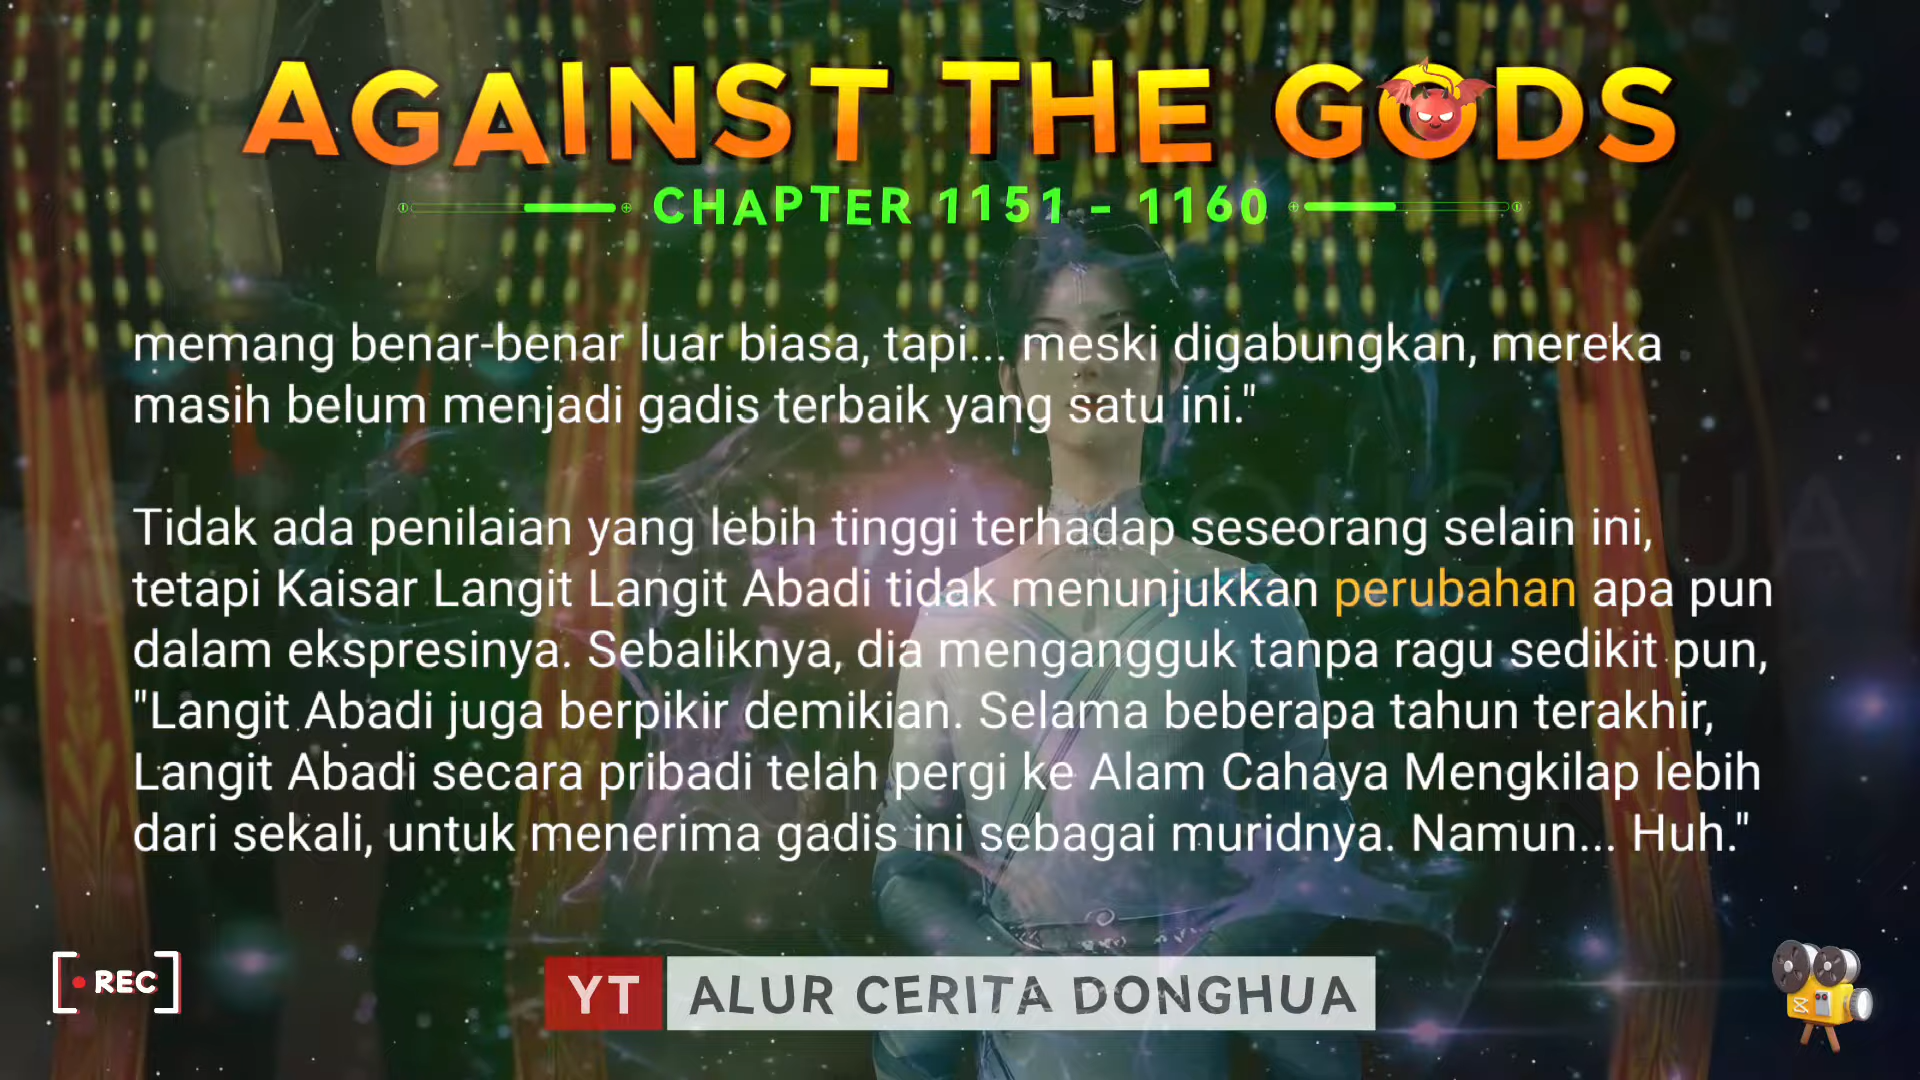 AGAINST THE GODS
CHAPTER 1151 - 1160
memang benar-benar luar biasa, tapi... meski digabungkan, mereka
masih belum menjadi gadis terbaik yang satu ini."
Tidak ada penilaian yang lebih tinggi terhadap seseorang selain ini,
tetapi Kaisar Langit Langit Abadi tidak menunjukkan perubahan apa pun
dalam ekspresinya. Sebaliknya, dia mengangguk tanpa ragu sedikit pun,
"Langit Abadi juga berpikir demikian. Selama beberapa tahun terakhir,
Langit Abadi secara pribadi telah pergi ke Alam Cahaya Mengkilap lebih
dari sekali, untuk menerima gadis ini sebagai muridnya. Namun... Huh."
REC
YT ALUR CERITA DONGHUA